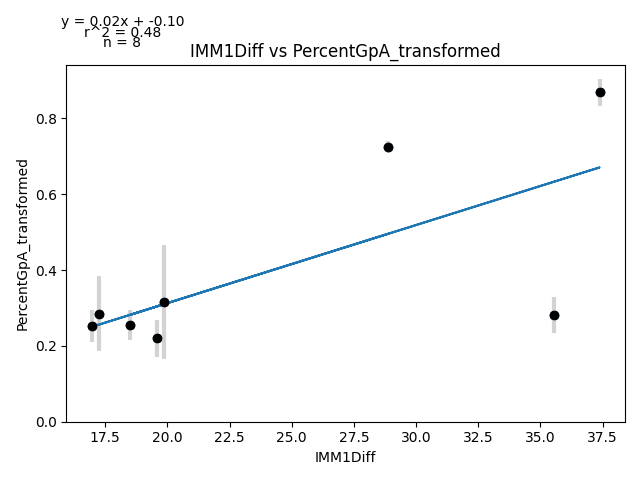 y = 0.02x + -0.10
r^2 = 0.48
n = 8
IMM1Diff vs PercentGpA_transformed
PercentGpA_transformed
0.8
0.6
0.4
0.2
0.0
17.5 20.0 22.5 25.0 27.5 30.0 32.5 35.0 37.5
IMM1Diff